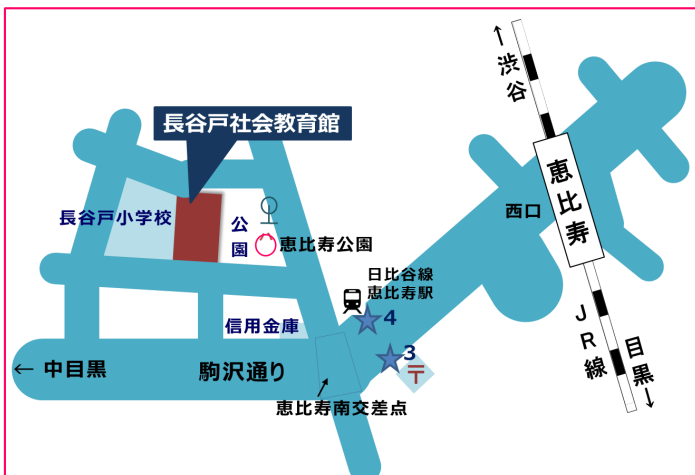 ↑
渋谷
長谷戸社会教育館
恵比寿
長谷戸小学校
公園
西口
恵比寿公園
日比谷線
恵比寿駅
4
信用金庫
3
〒
JR線
目黒
↓
← 中目黒
駒沢通り
恵比寿南交差点